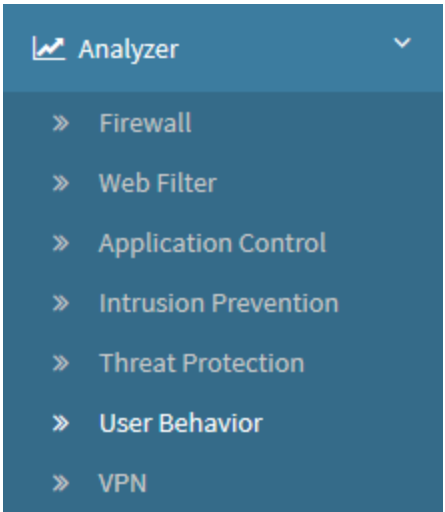 Analyzer
Firewall
Web Filter
Application Control
Intrusion Prevention
Threat Protection
User Behavior
VPN